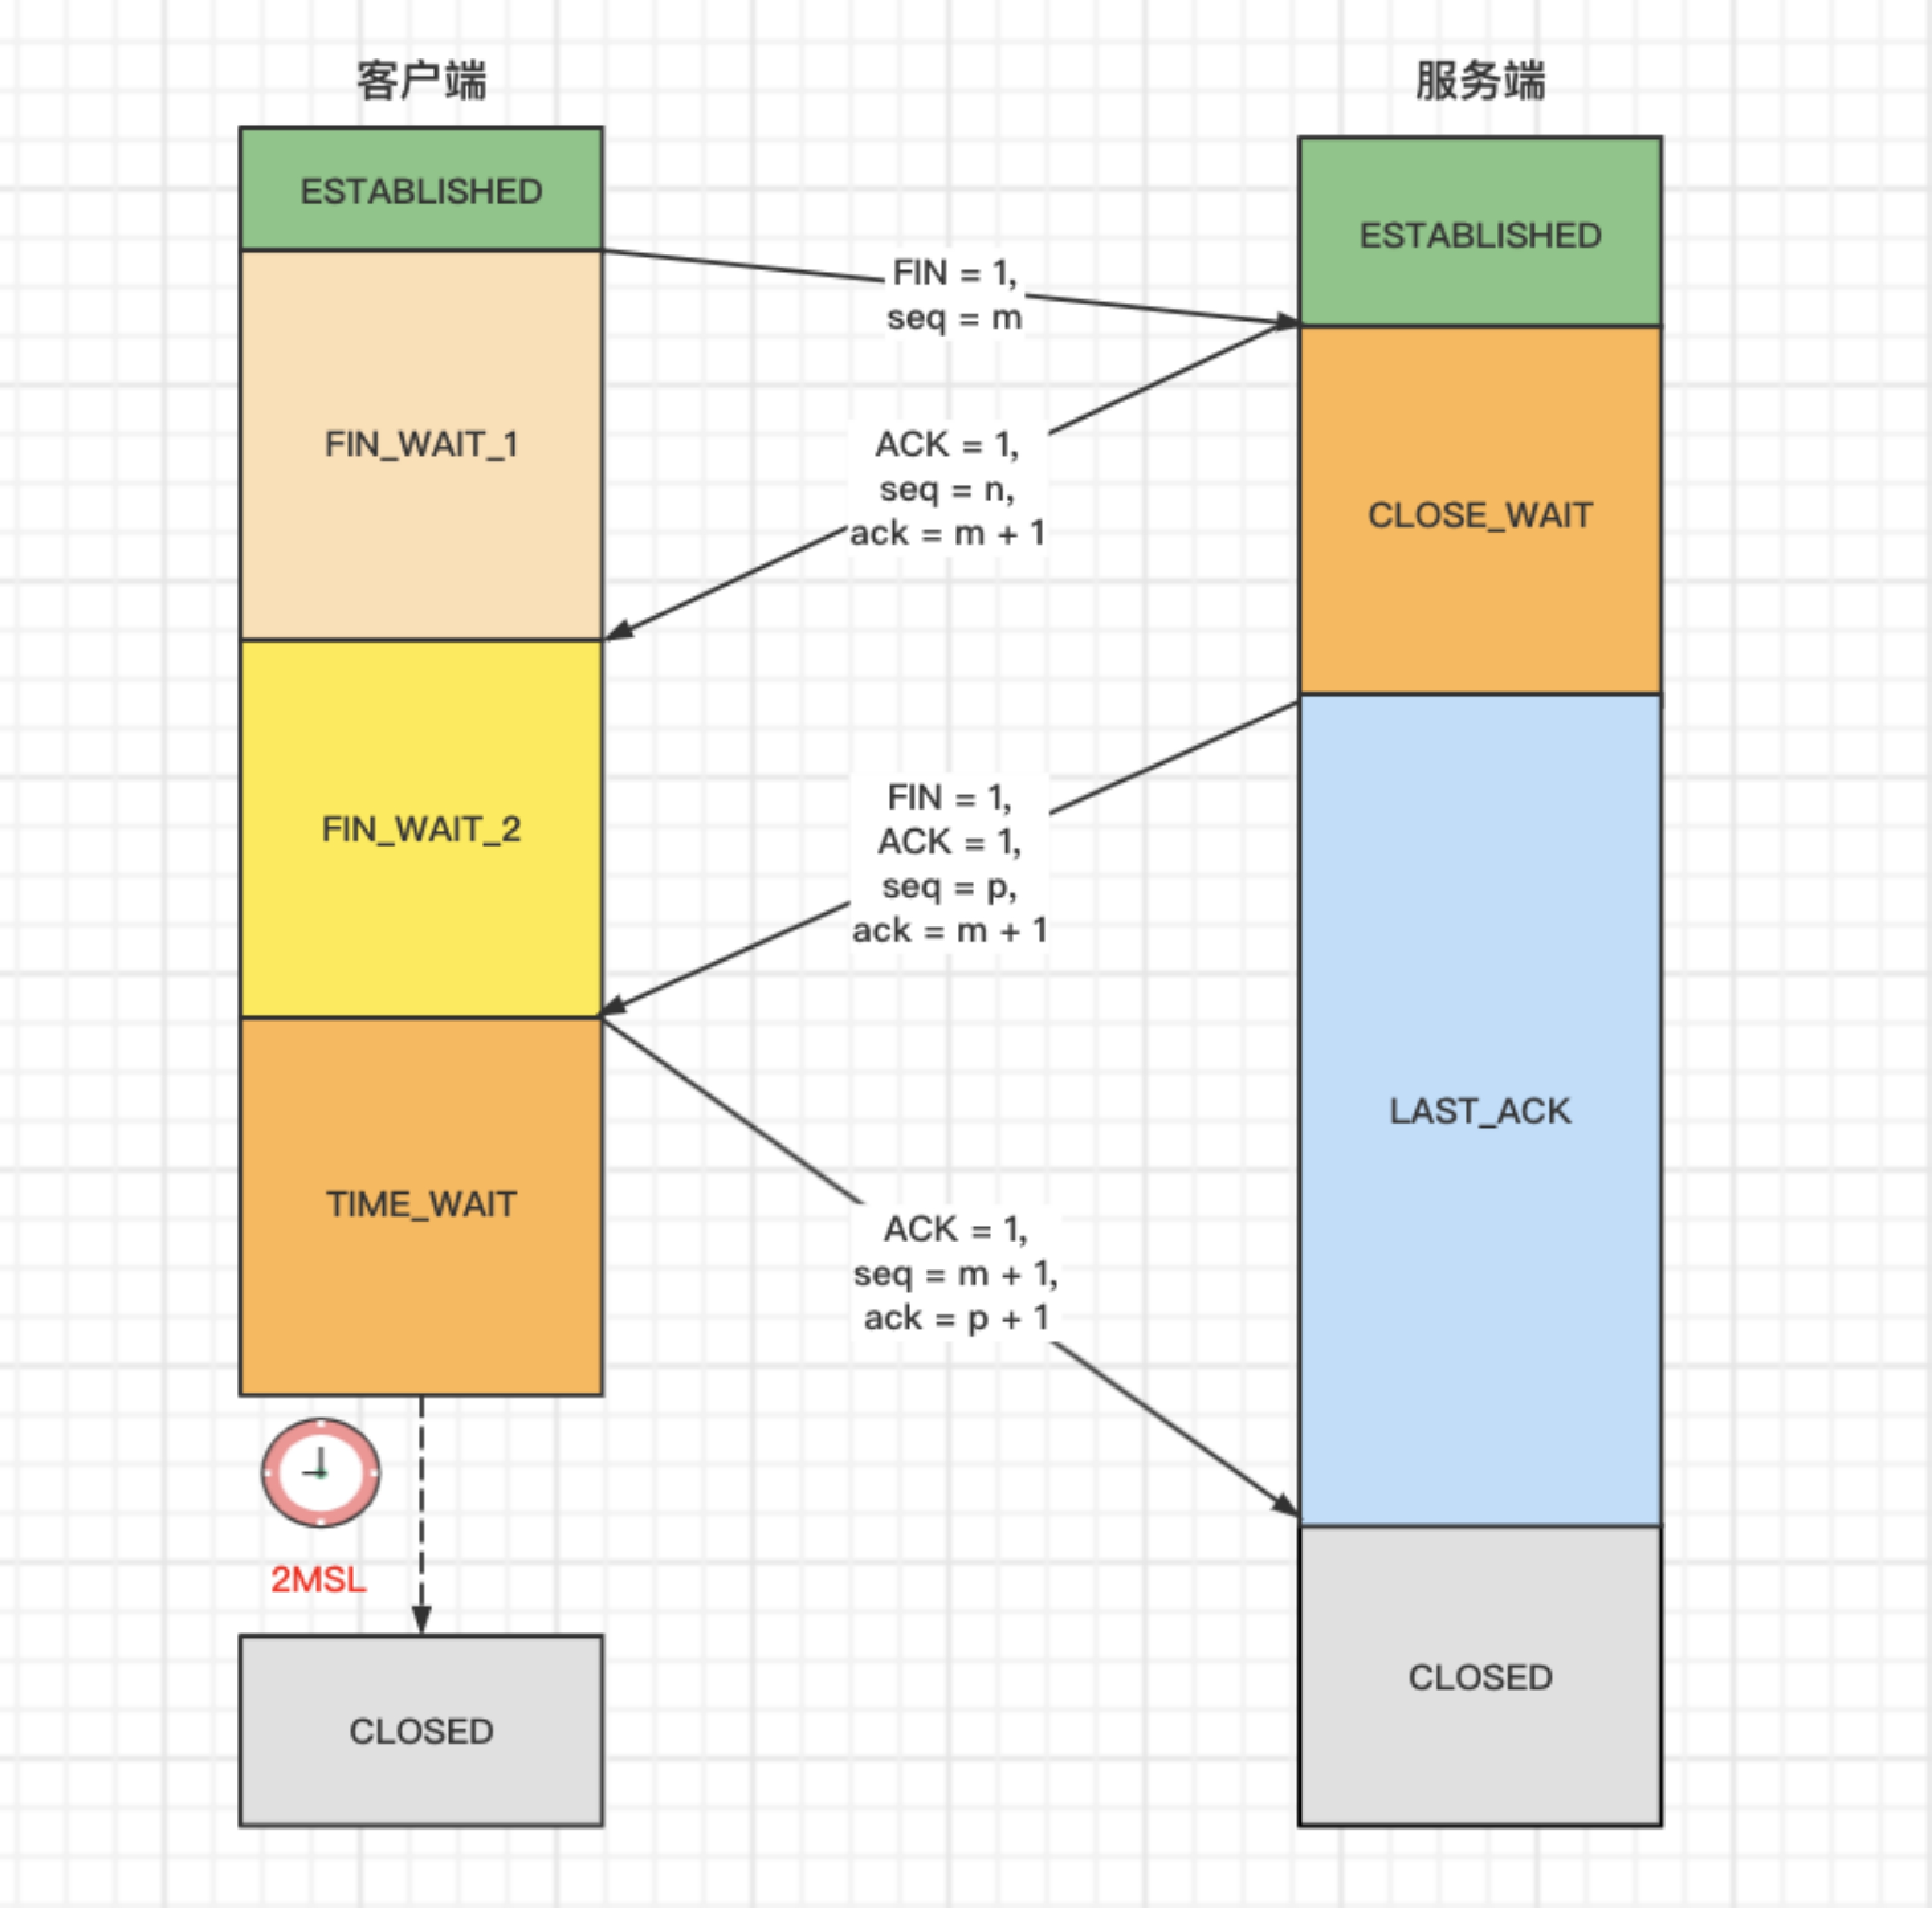 客户端
服务端
ESTABLISHED
ESTABLISHED
FIN = 1,
seq = m
FIN_WAIT_1
ACK = 1,
seq = n,
ack = m + 1
CLOSE_WAIT
FIN_WAIT_2
FIN = 1,
ACK = 1,
seq = p,
ack = m + 1
LAST_ACK
TIME_WAIT
ACK = 1,
seq = m + 1,
ack = p + 1
2MSL
CLOSED
CLOSED